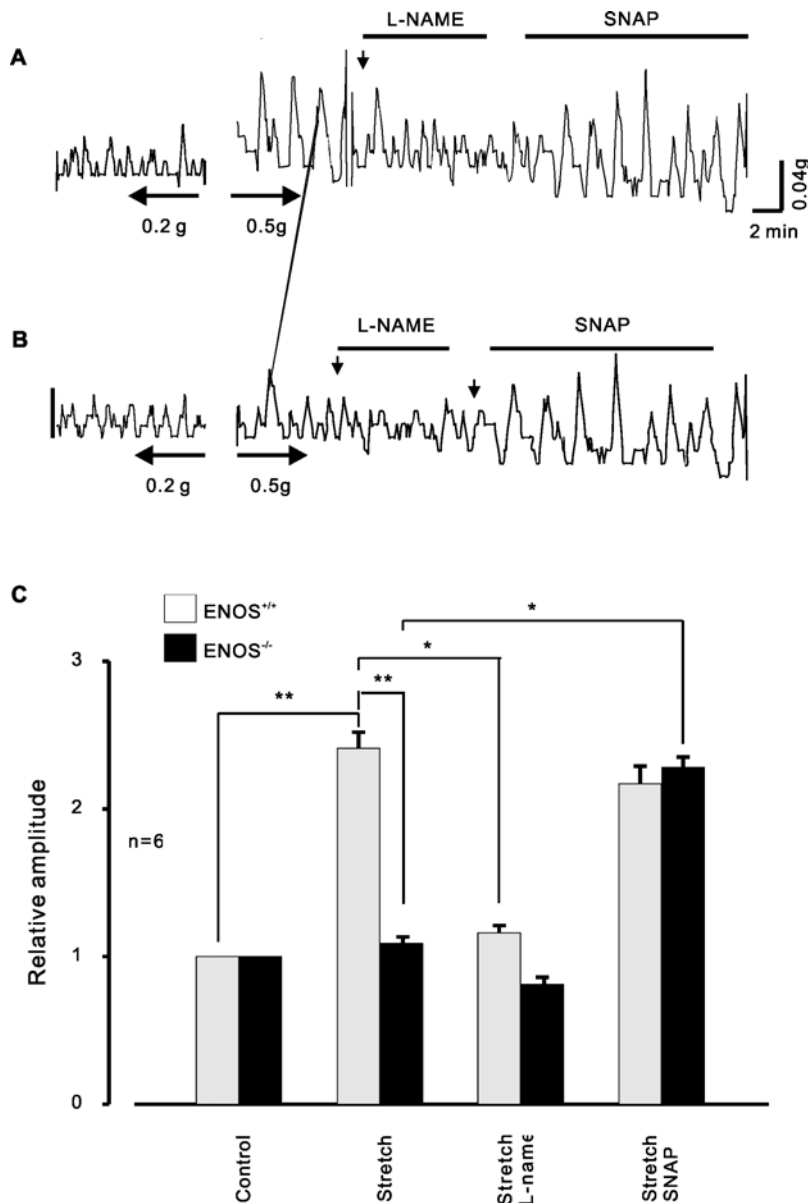 L-NAME SNAP
A
0.04g
0.2 g 0.5g 2 min
L-NAME SNAP
B
0.2 g 0.5g
C
ENOS+/+
ENOS-/-
*
*
** **
3
2
n=6
1
0
Relative amplitude
Control
Stretch
Stretch
L-name
Stretch
SNAP